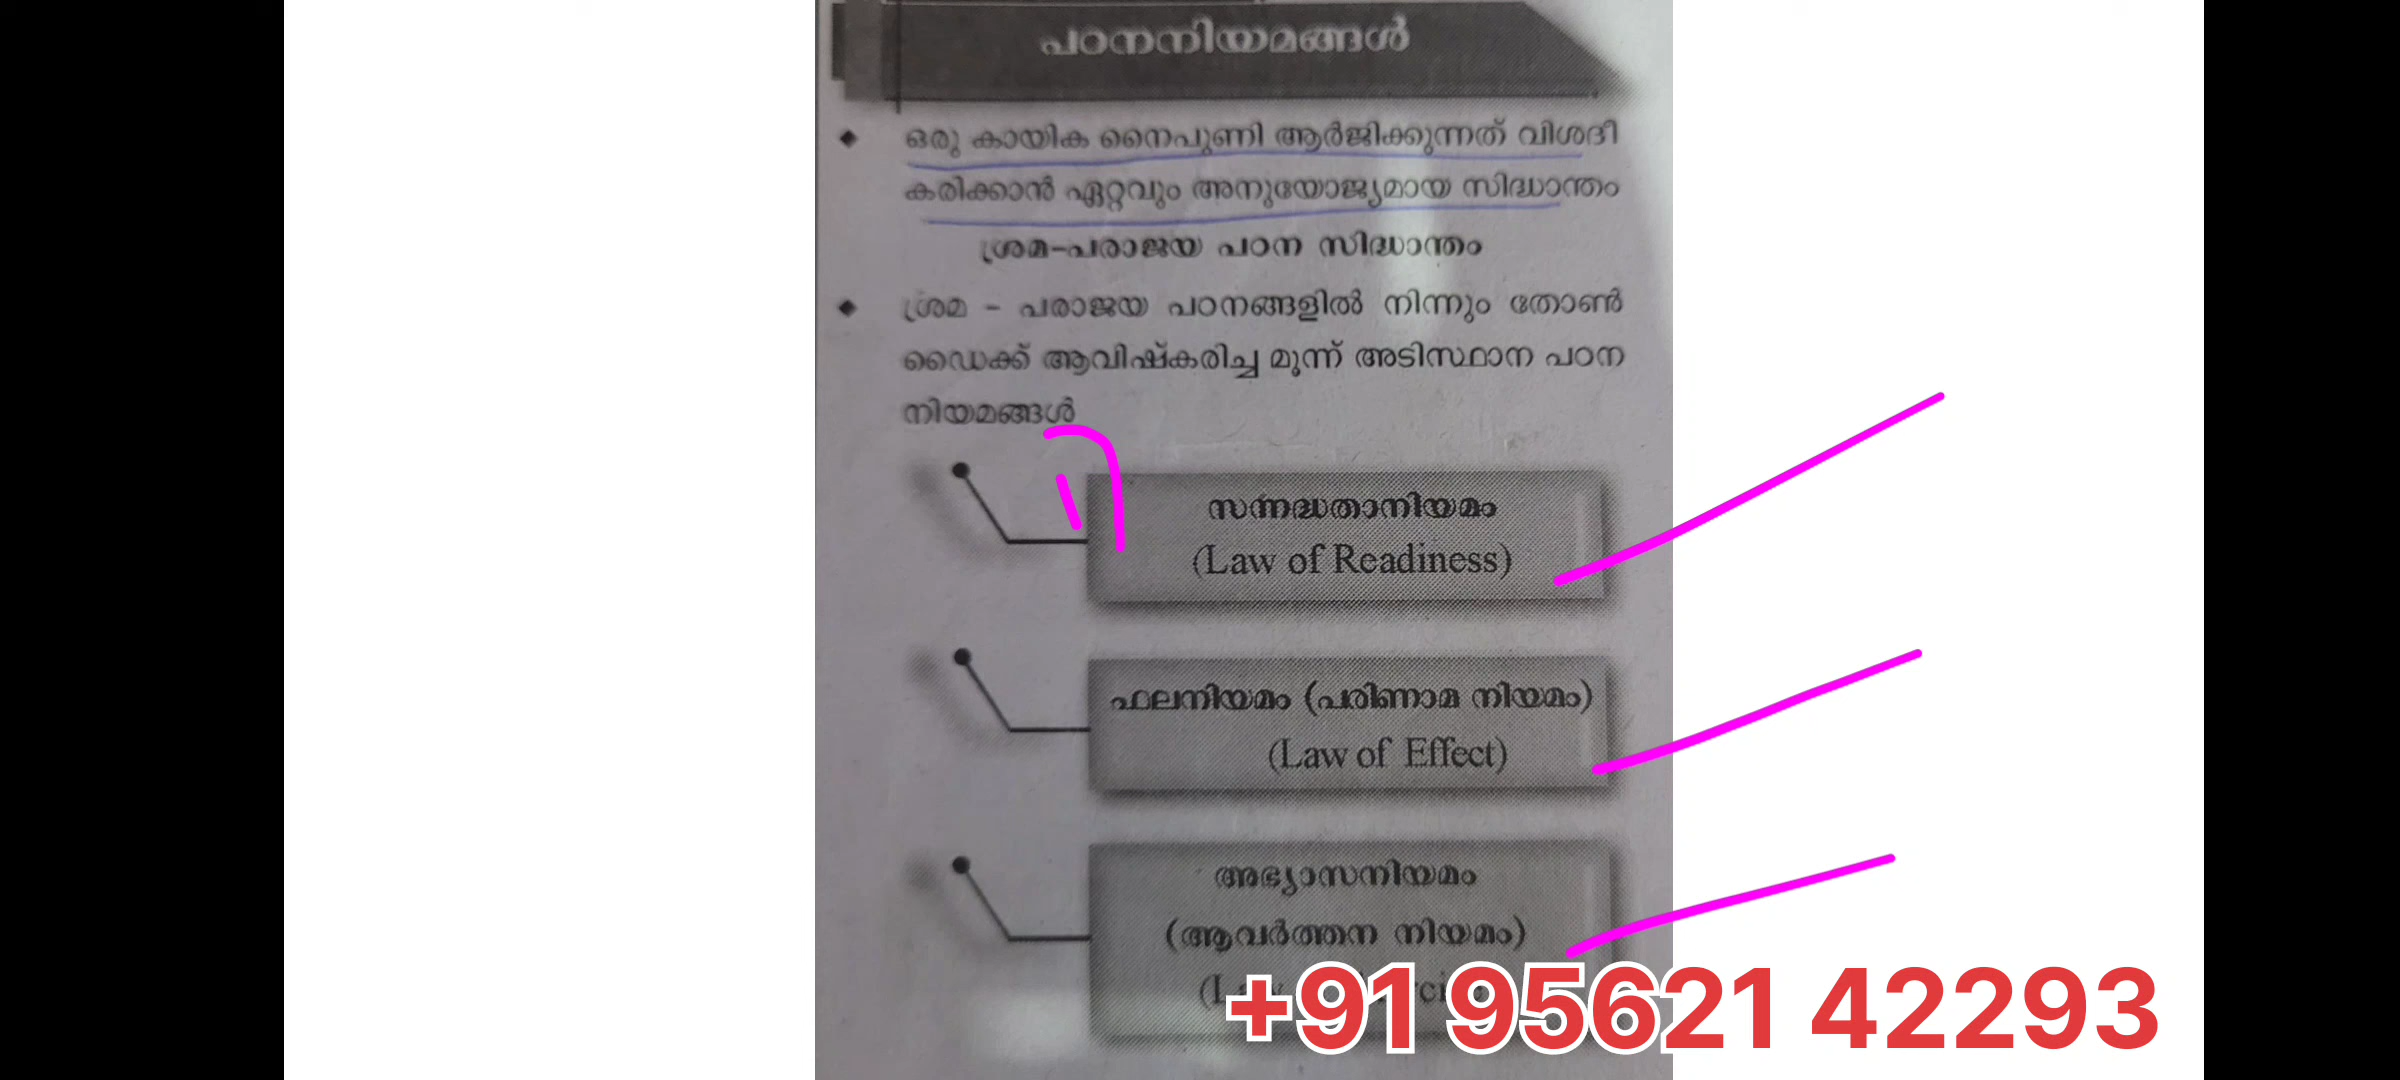 പഠനനിയമങ്ങൾ
ഒരു കായിക നൈപുണി ആർജിക്കുന്നത് വിശദീ
കരിക്കാൻ ഏറ്റവും അനുയോജ്യമായ സിദ്ധാന്തം
ശ്രമ-പരാജയ പഠന സിദ്ധാന്തം
ശ്രമ - പരാജയ പഠനങ്ങളിൽ നിന്നും തോൺ
ഡൈക്ക് ആവിഷ്കരിച്ച മൂന്ന് അടിസ്ഥാന പഠന
നിയമങ്ങൾ
സന്നദ്ധതാനിയമം
(Law of Readiness)
ഫലനിയമം (പരിണാമ നിയമം)
(Law of Effect)
അഭ്യാസനിയമം
(ആവർത്തന നിയമം)
+91 95621 42293